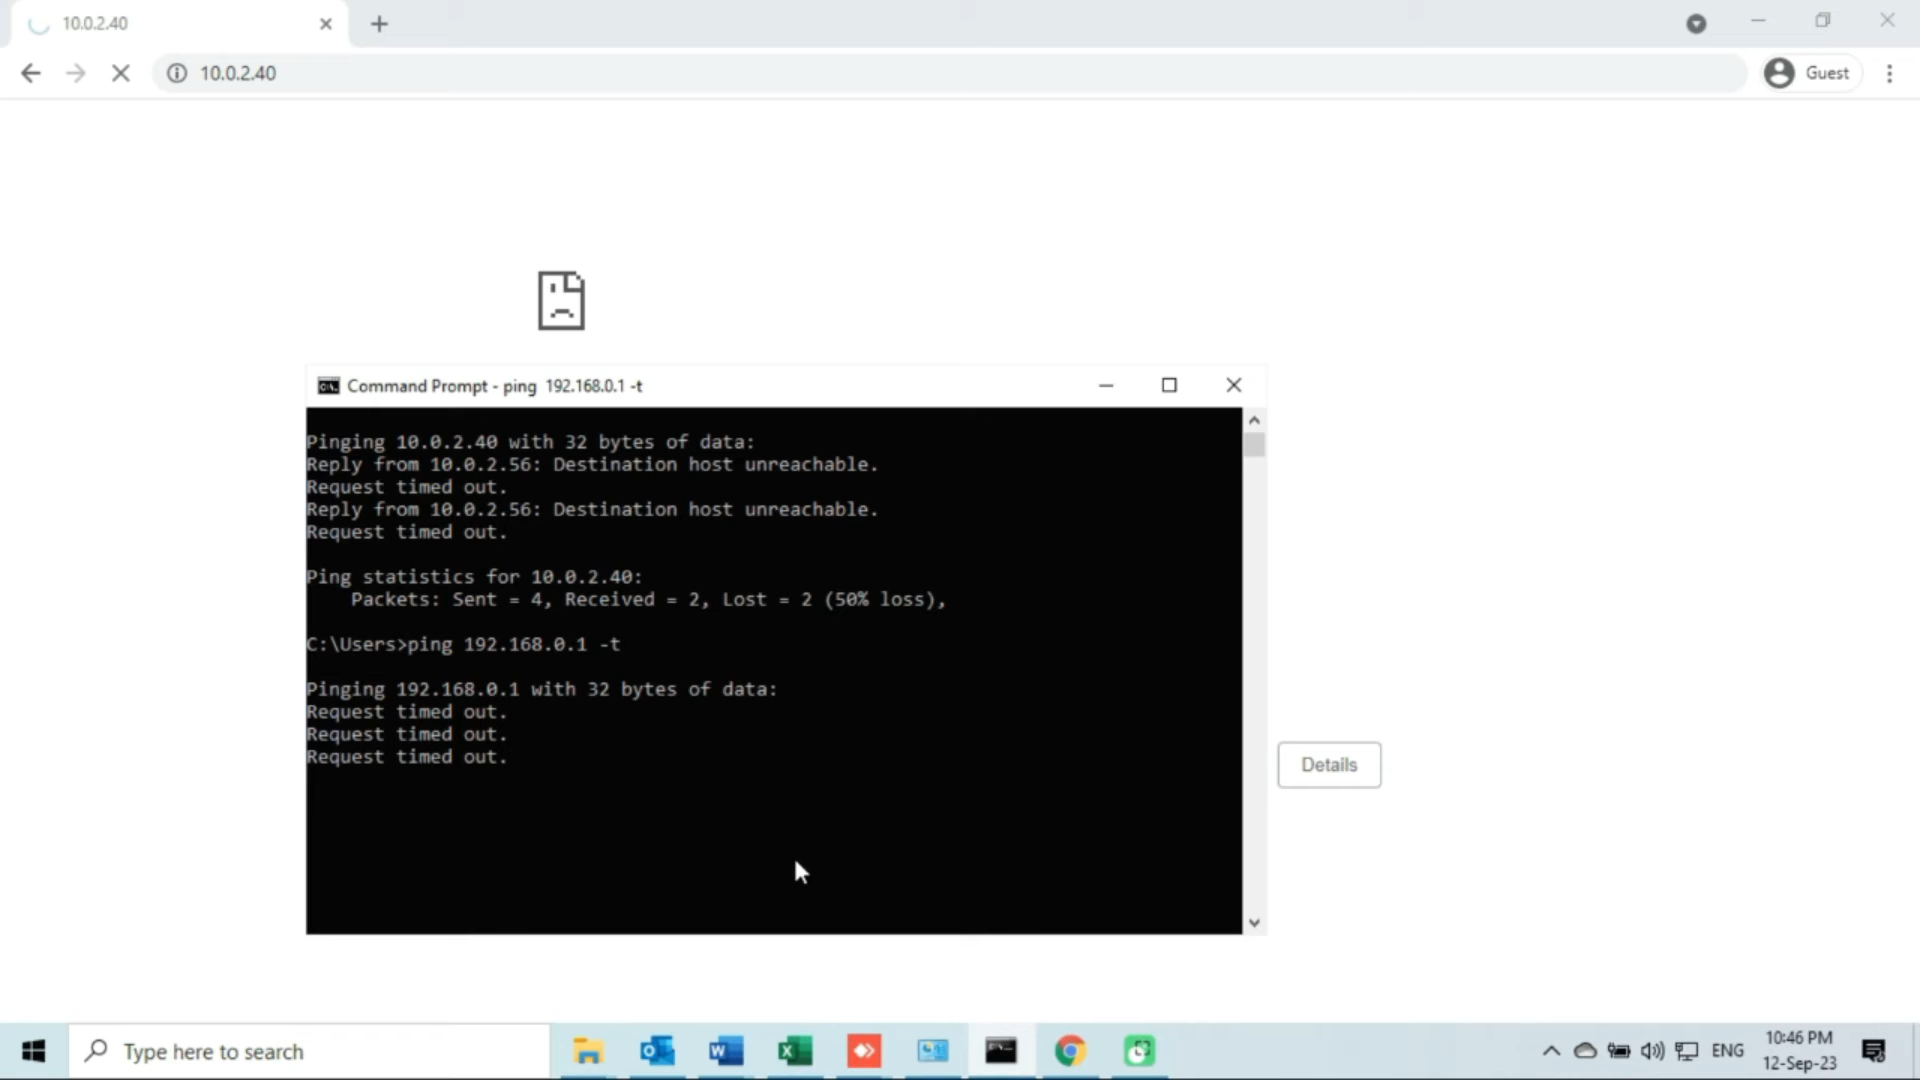 10.0.2.40
10.0.2.40
Guest
Command Prompt - ping 192.168.0.1 -t
Pinging 10.0.2.40 with 32 bytes of data:
Reply from 10.0.2.56: Destination host unreachable.
Request timed out.
Reply from 10.0.2.56: Destination host unreachable.
Request timed out.
Ping statistics for 10.0.2.40:
Packets: Sent = 4, Received = 2, Lost = 2 (50% loss),
C:\Users>ping 192.168.0.1 -t
Pinging 192.168.0.1 with 32 bytes of data:
Request timed out.
Request timed out.
Request timed out.
Details
Type here to search
ENG
10:46 PM
12-Sep-23